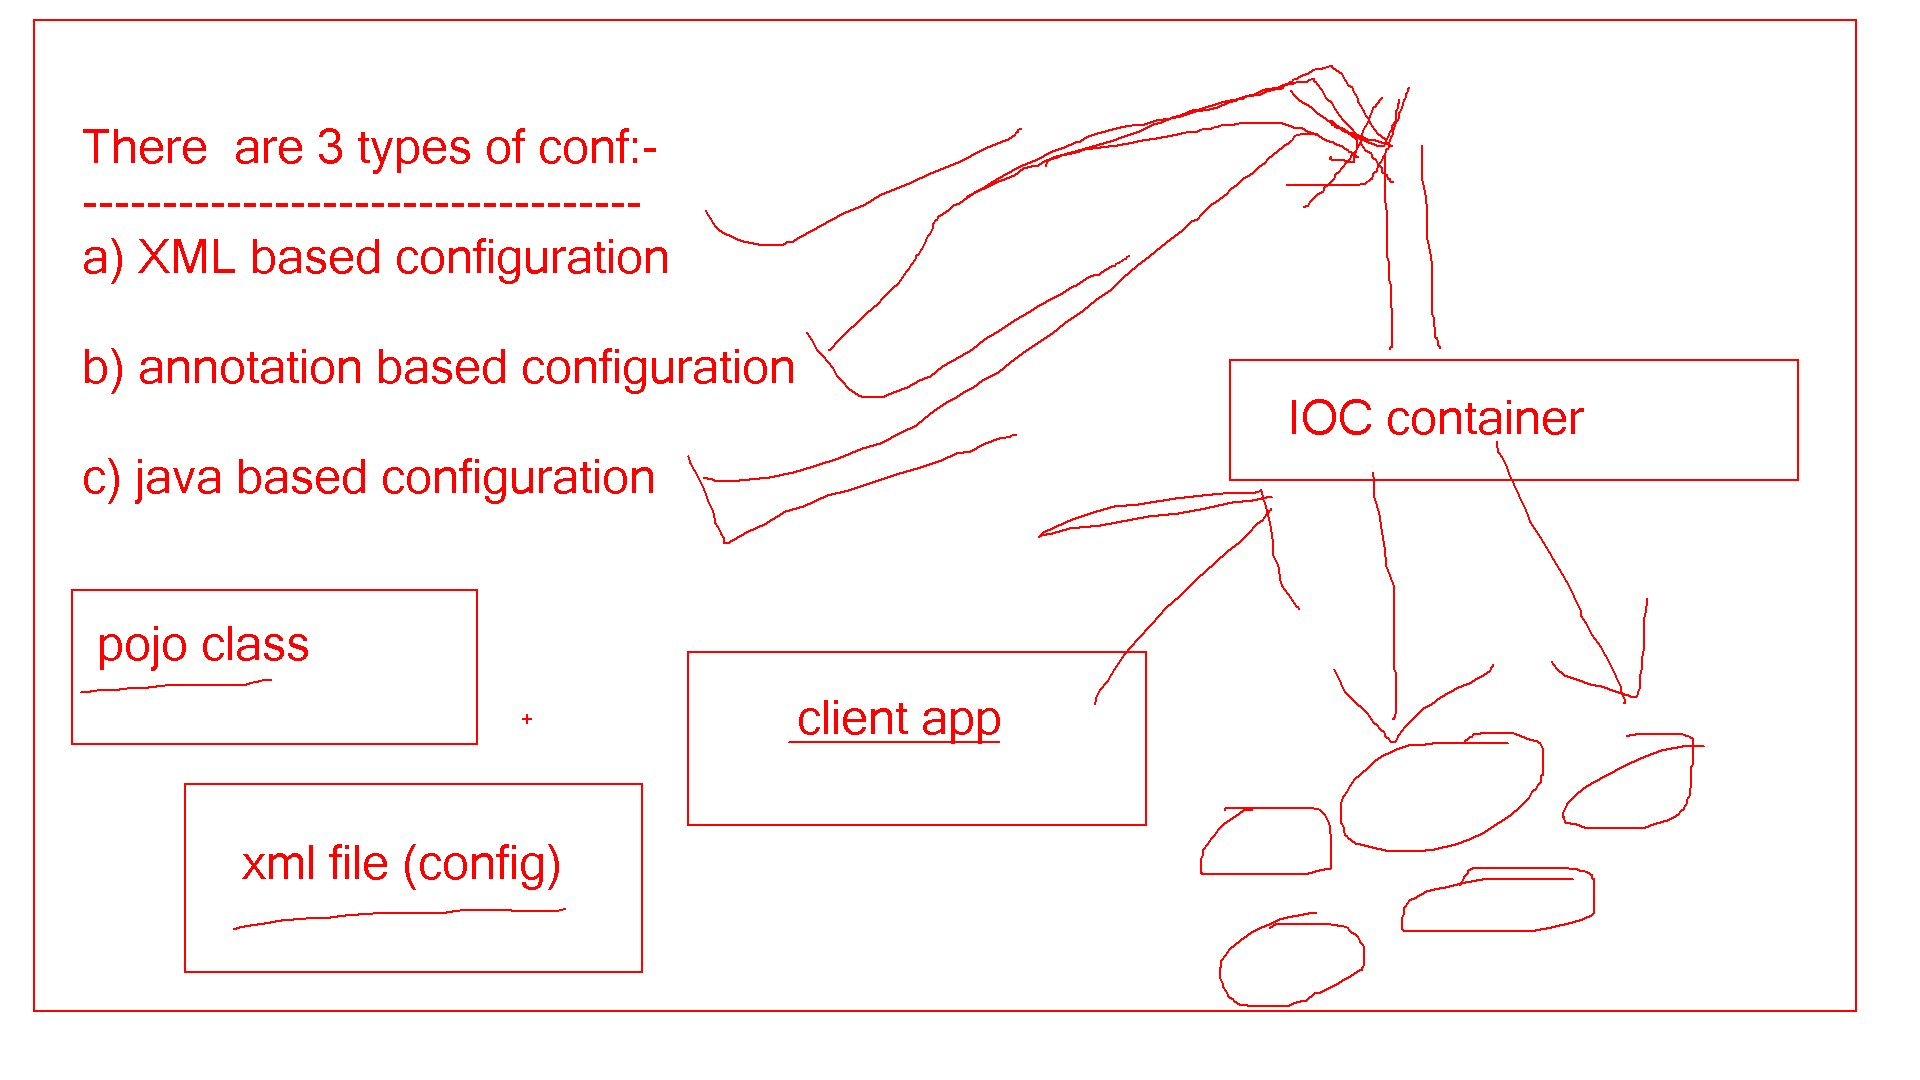 There  are 3 types of conf:-
-----------------------------------
a) XML based configuration
b) annotation based configuration
c) java based configuration
IOC container
pojo class
+
client app
xml file (config)